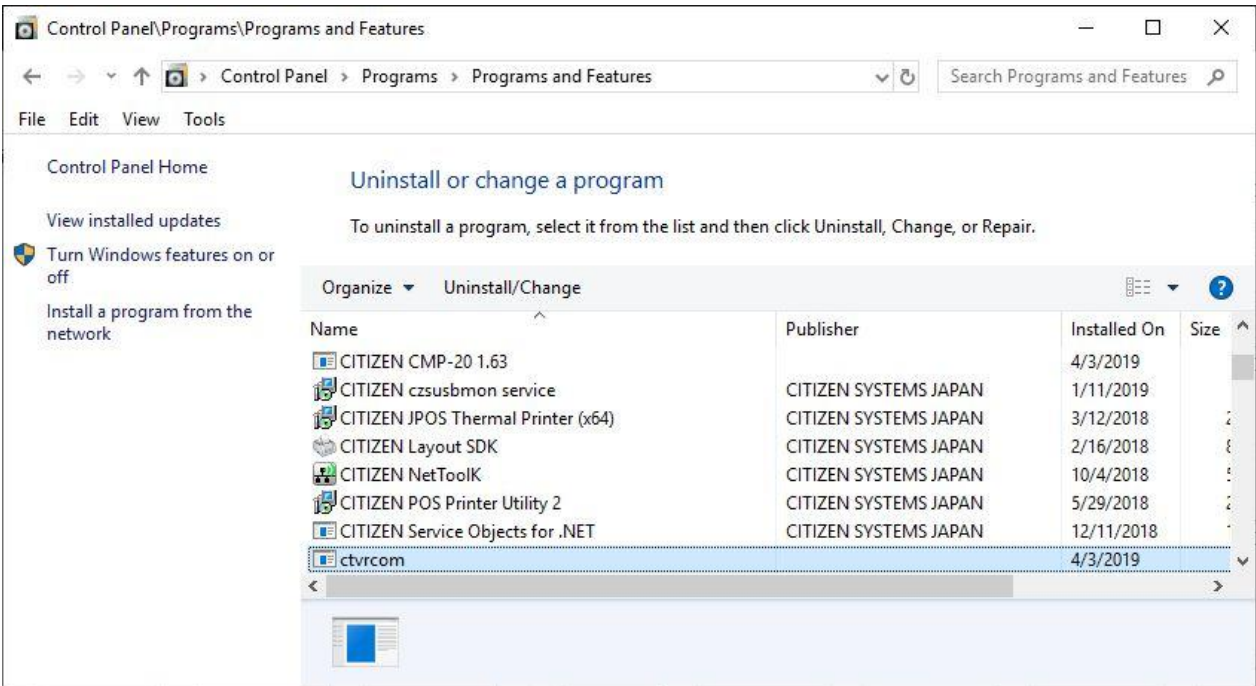 Control Panel\Programs\Programs and Features
Control Panel > Programs > Programs and Features
Search Programs and Features
File Edit View Tools
Control Panel Home
View installed updates
Turn Windows features on or
off
Install a program from the
network
Uninstall or change a program
To uninstall a program, select it from the list and then click Uninstall, Change, or Repair.
Organize Uninstall/Change
Name Publisher Installed On Size
CITIZEN CMP-20 1.63 4/3/2019
CITIZEN czsusbmon service CITIZEN SYSTEMS JAPAN 1/11/2019
CITIZEN JPOS Thermal Printer (x64) CITIZEN SYSTEMS JAPAN 3/12/2018
CITIZEN Layout SDK CITIZEN SYSTEMS JAPAN 2/16/2018
CITIZEN NetToolK CITIZEN SYSTEMS JAPAN 10/4/2018
CITIZEN POS Printer Utility 2 CITIZEN SYSTEMS JAPAN 5/29/2018
CITIZEN Service Objects for .NET CITIZEN SYSTEMS JAPAN 12/11/2018
ctvrcom 4/3/2019